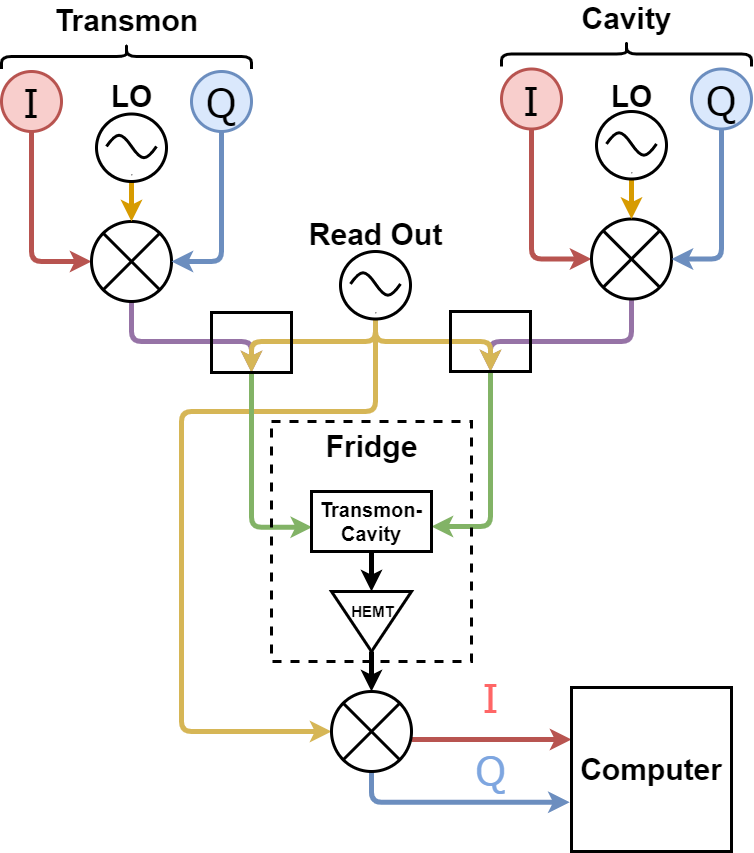 Transmon
Cavity
I
LO
Q
I
LO
Q
Read Out
Fridge
Transmon-
Cavity
HEMT
I
Q
Computer